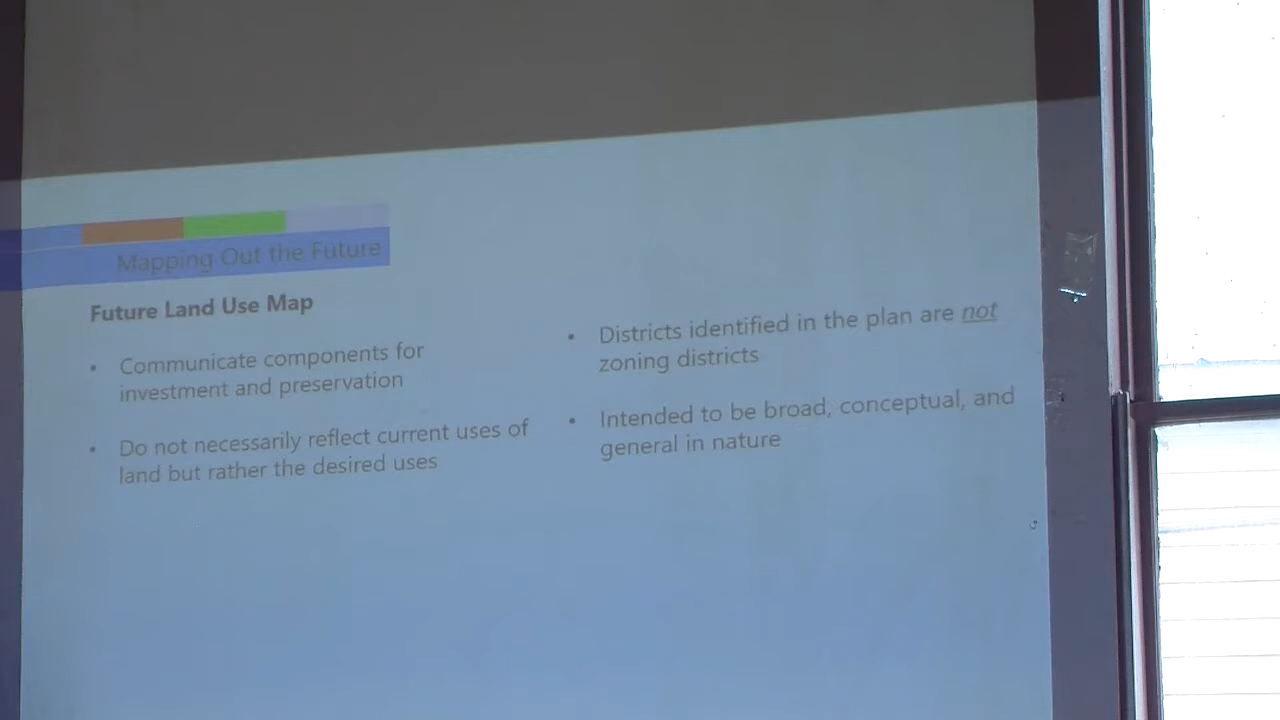 Mapping Out the Future
Future Land Use Map
• Communicate components for
investment and preservation
• Do not necessarily reflect current uses of
land but rather the desired uses
• Districts identified in the plan are not
zoning districts
• Intended to be broad, conceptual, and
general in nature